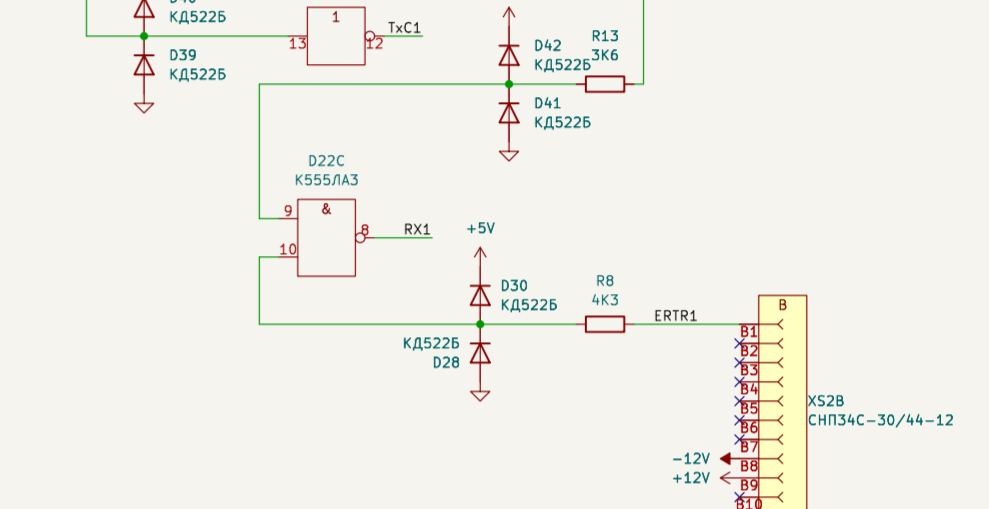 D40
КД522Б
1
TxC1
13
12
D39
КД522Б
D42
КД522Б
R13
3K6
D41
КД522Б
D22C
К555ЛА3
9
&
8
RX1
10
+5V
D30
КД522Б
R8
4K3
ERTR1
КД522Б
D28
B
B1
B2
B3
B4
B5
B6
B7
B8
B9
B10
XS2B
СНП34С-30/44-12
-12V
+12V